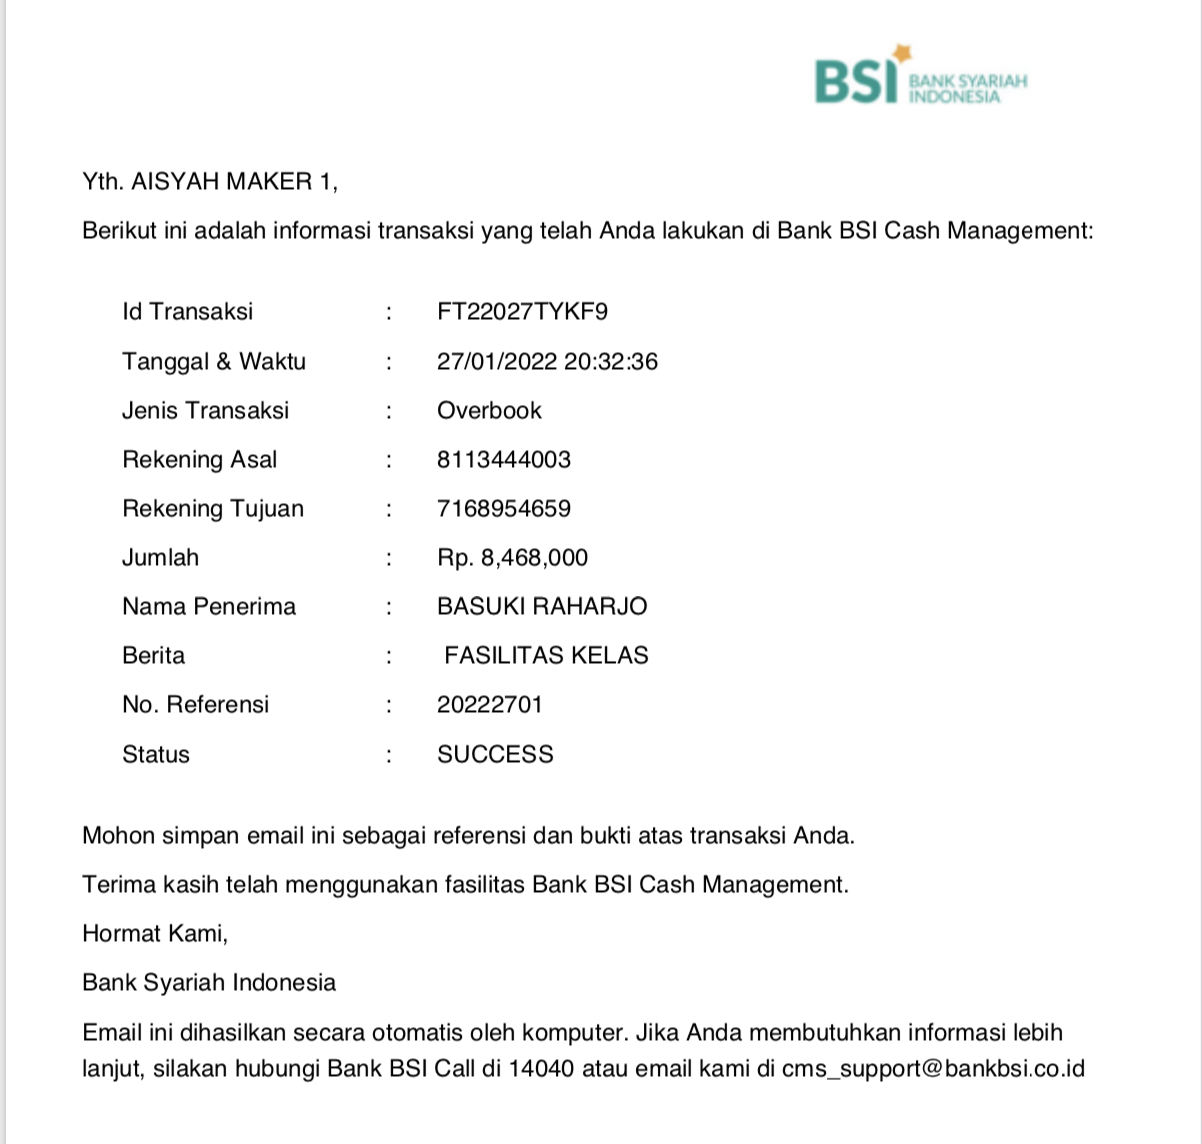 BSI BANK SYARIAH
INDONESIA
Yth. AISYAH MAKER 1,
Berikut ini adalah informasi transaksi yang telah Anda lakukan di Bank BSI Cash Management:
Id Transaksi : FT22027TYKF9
Tanggal & Waktu : 27/01/2022 20:32:36
Jenis Transaksi : Overbook
Rekening Asal : 8113444003
Rekening Tujuan : 7168954659
Jumlah : Rp. 8,468,000
Nama Penerima : BASUKI RAHARJO
Berita : FASILITAS KELAS
No. Referensi : 20222701
Status : SUCCESS
Mohon simpan email ini sebagai referensi dan bukti atas transaksi Anda.
Terima kasih telah menggunakan fasilitas Bank BSI Cash Management.
Hormat Kami,
Bank Syariah Indonesia
Email ini dihasilkan secara otomatis oleh komputer. Jika Anda membutuhkan informasi lebih
lanjut, silakan hubungi Bank BSI Call di 14040 atau email kami di cms_support@bankbsi.co.id